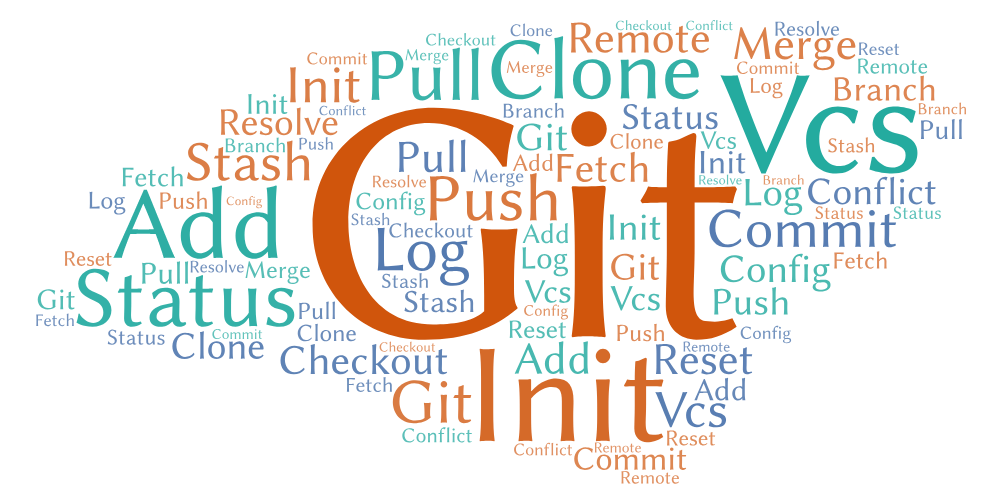 Checkout Conflict
Clone Remote Resolve
Checkout Merge
Commit Merge Pull Clone Merge Reset
Init Commit Remote
Init Conflict Branch Log Branch
Resolve Status Vcs Branch
Branch Push Git Clone Vcs Stash Pull
Stash Pull Add Fetch Init
Fetch Resolve Merge Resolve Branch
Log Push Config Config Push Log Conflict
Add Stash Checkout Git Status Status
Log Add Init Commit
Reset Log Git Fetch
Pull Resolve Merge Stash Config
Git Status Stash Vcs Vcs Push
Fetch Pull Config
Status Commit Clone Reset Push Config
Clone Checkout Checkout Add Remote Reset
Fetch Init Add
Git Vcs
Conflict Reset
Conflict Remote
Commit
Remote